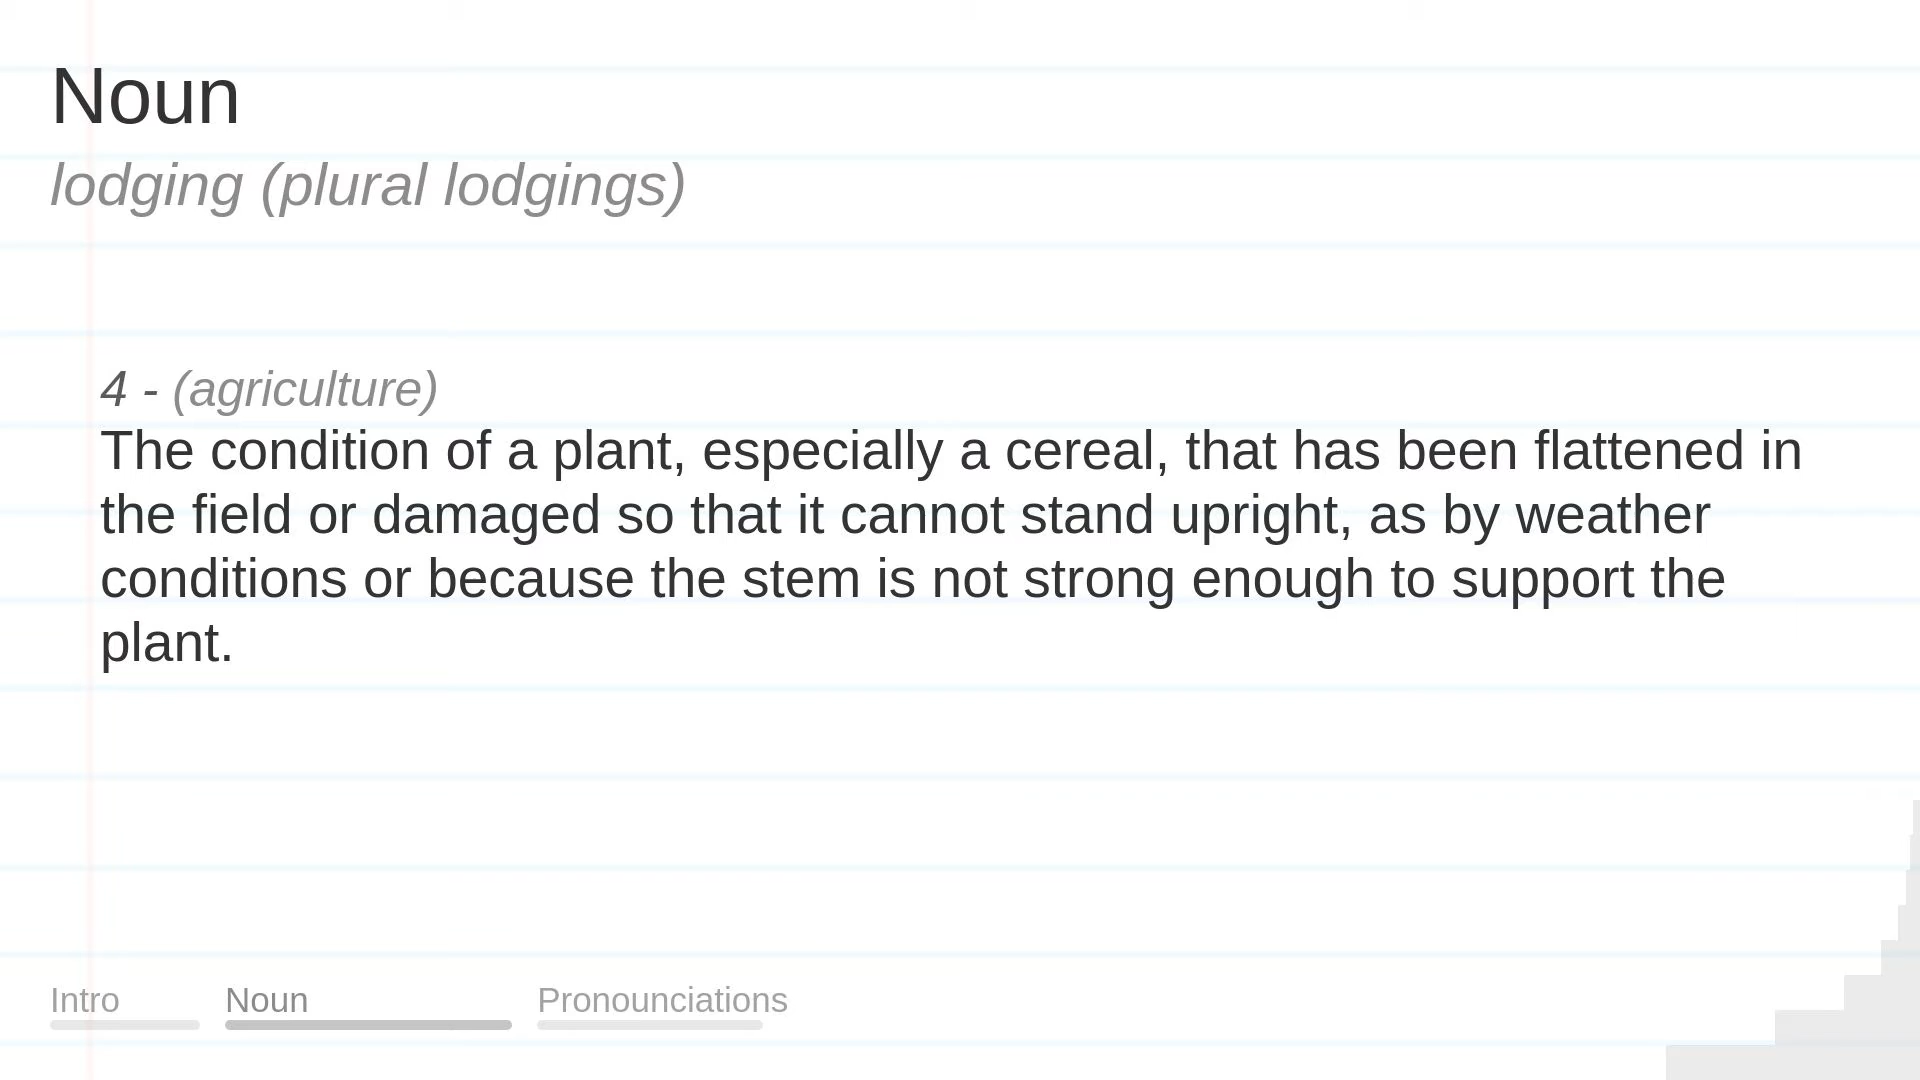 Noun
lodging (plural lodgings)
4 - (agriculture)
The condition of a plant, especially a cereal, that has been flattened in
the field or damaged so that it cannot stand upright, as by weather
conditions or because the stem is not strong enough to support the
plant.
Intro
Noun
Pronounciations